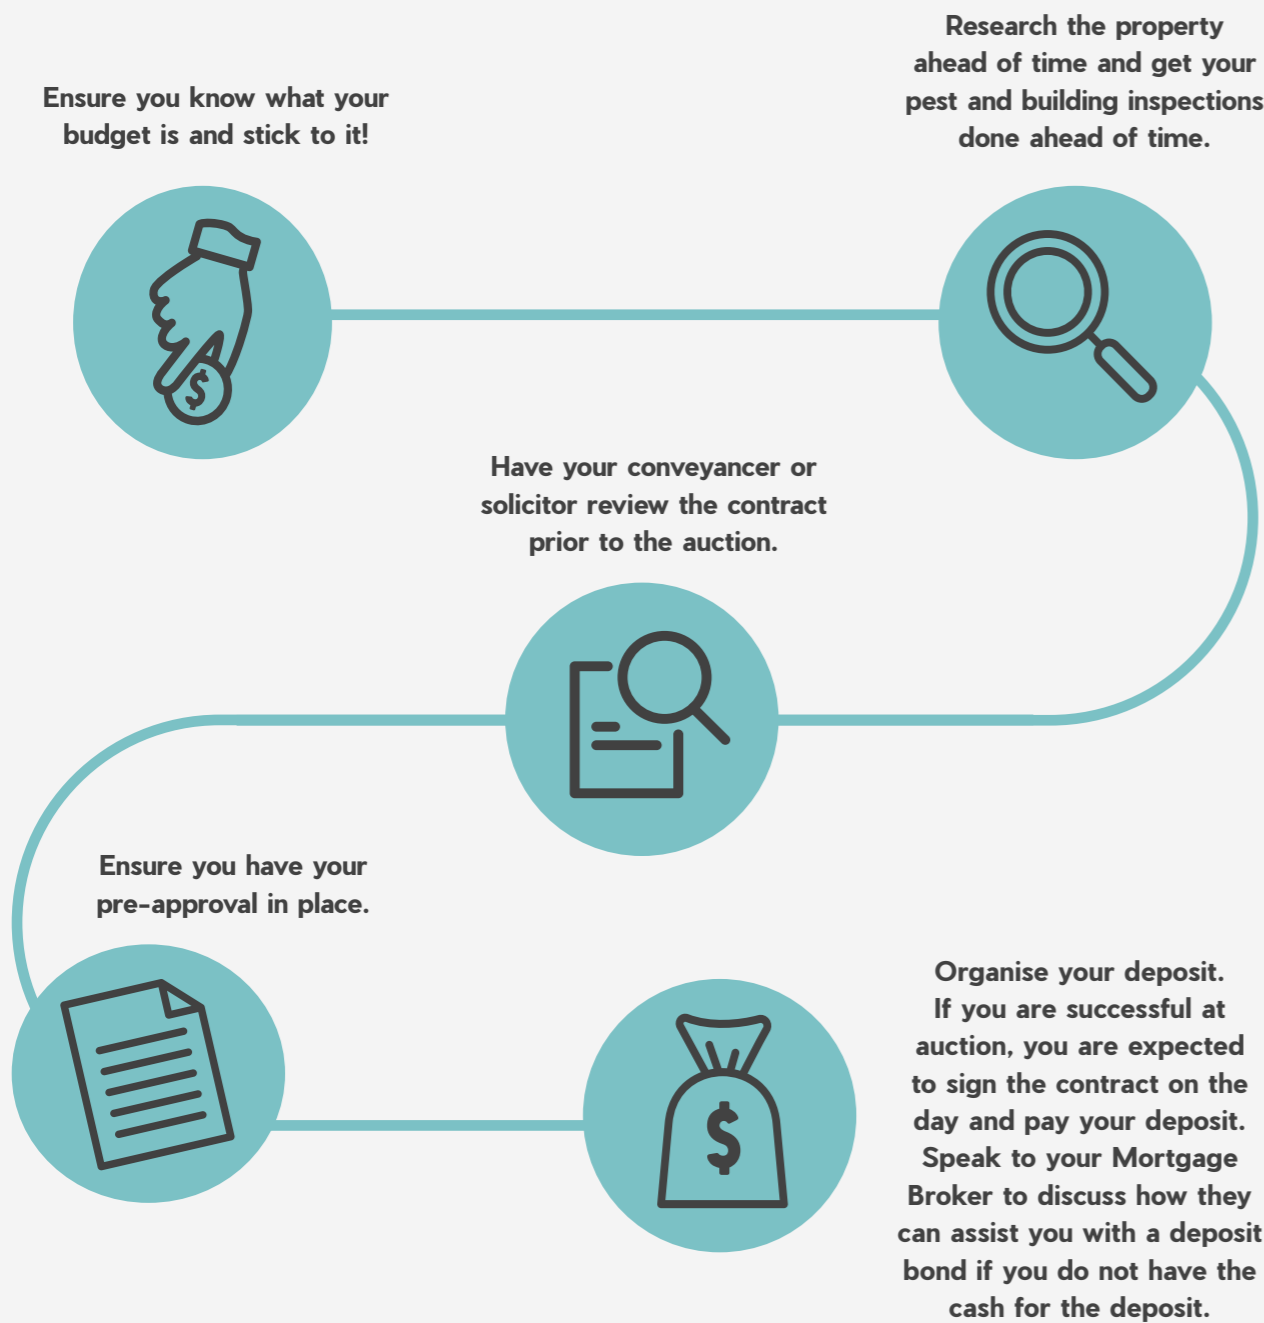 Ensure you know what your
budget is and stick to it!
Research the property
ahead of time and get your
pest and building inspections
done ahead of time.
$
Have your conveyancer or
solicitor review the contract
prior to the auction.
Ensure you have your
pre-approval in place.
$
Organise your deposit.
If you are successful at
auction, you are expected
to sign the contract on the
day and pay your deposit.
Speak to your Mortgage
Broker to discuss how they
can assist you with a deposit
bond if you do not have the
cash for the deposit.